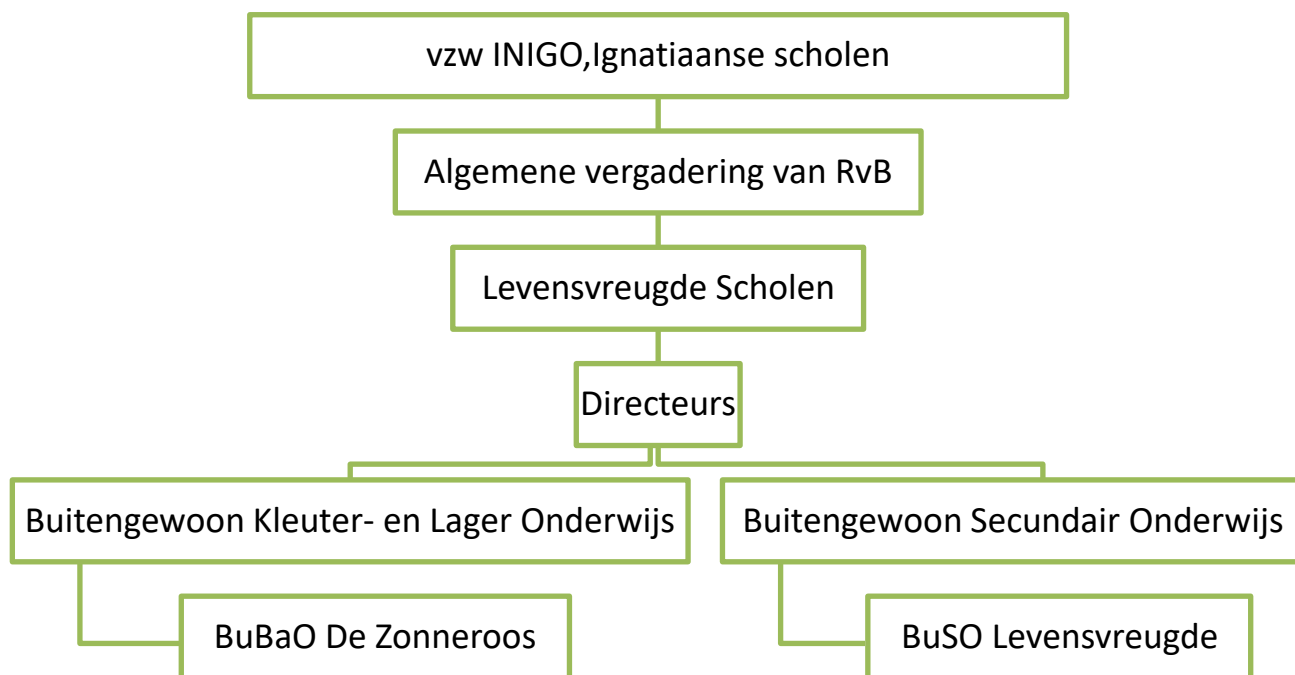 vzw INIGO,Ignatiaanse scholen
Algemene vergadering van RvB
Levensvreugde Scholen
Directeurs
Buitengewoon Kleuter- en Lager Onderwijs
Buitengewoon Secundair Onderwijs
BuBaO De Zonneroos
BuSO Levensvreugde